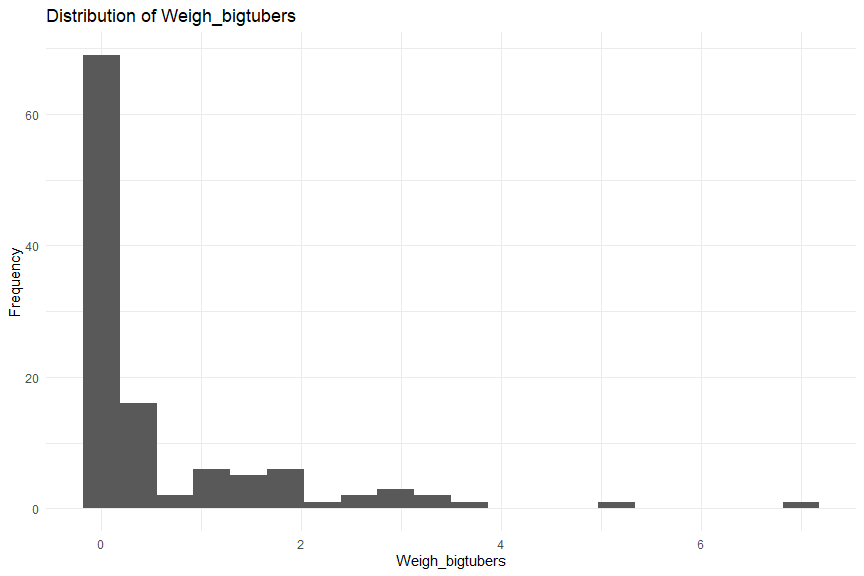 Distribution of Weigh_bigtubers
60
40
20
0
Frequency
0 2 4 6
Weigh_bigtubers